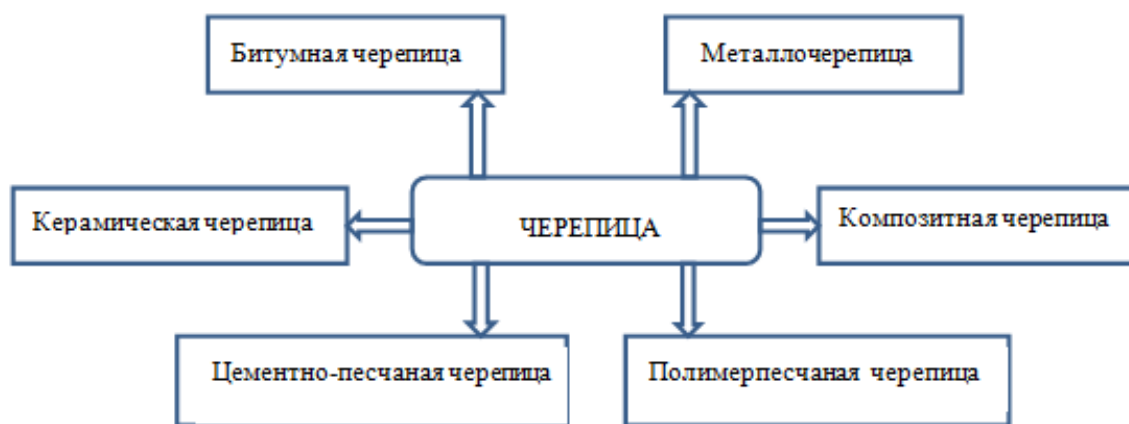 Битумная черепица
Металлочерепица
Керамическая черепица
ЧЕРЕПИЦА
Композитная черепица
Цементно-песчаная черепица
Полимерпесчаная черепица